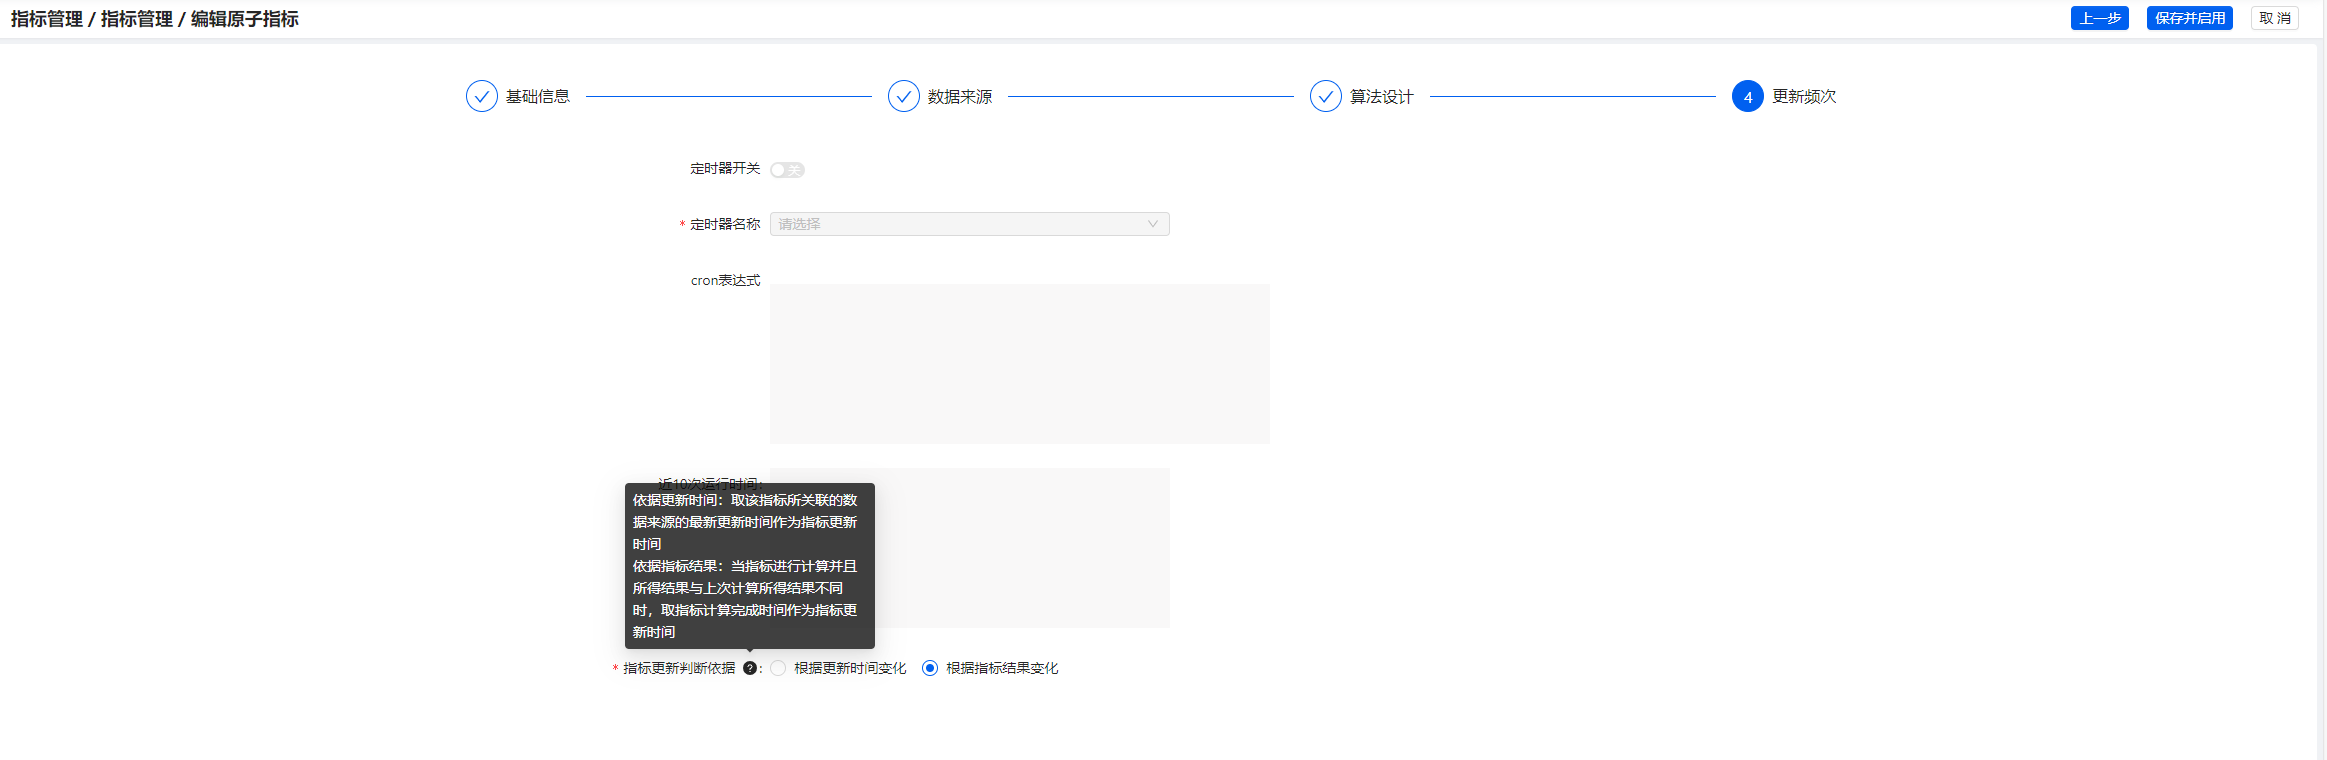 指标管理 / 指标管理 / 编辑原子指标
上一步
保存并启用
取 消
基础信息
数据来源
算法设计
4
更新频次
定时器开关
关
* 定时器名称
请选择
cron表达式
近10次运行时间:
依据更新时间：取该指标所关联的数
据来源的最新更新时间作为指标更新
时间
依据指标结果：当指标进行计算并且
所得结果与上次计算所得结果不同
时，取指标计算完成时间作为指标更
新时间
* 指标更新判断依据 ? :
根据更新时间变化
根据指标结果变化